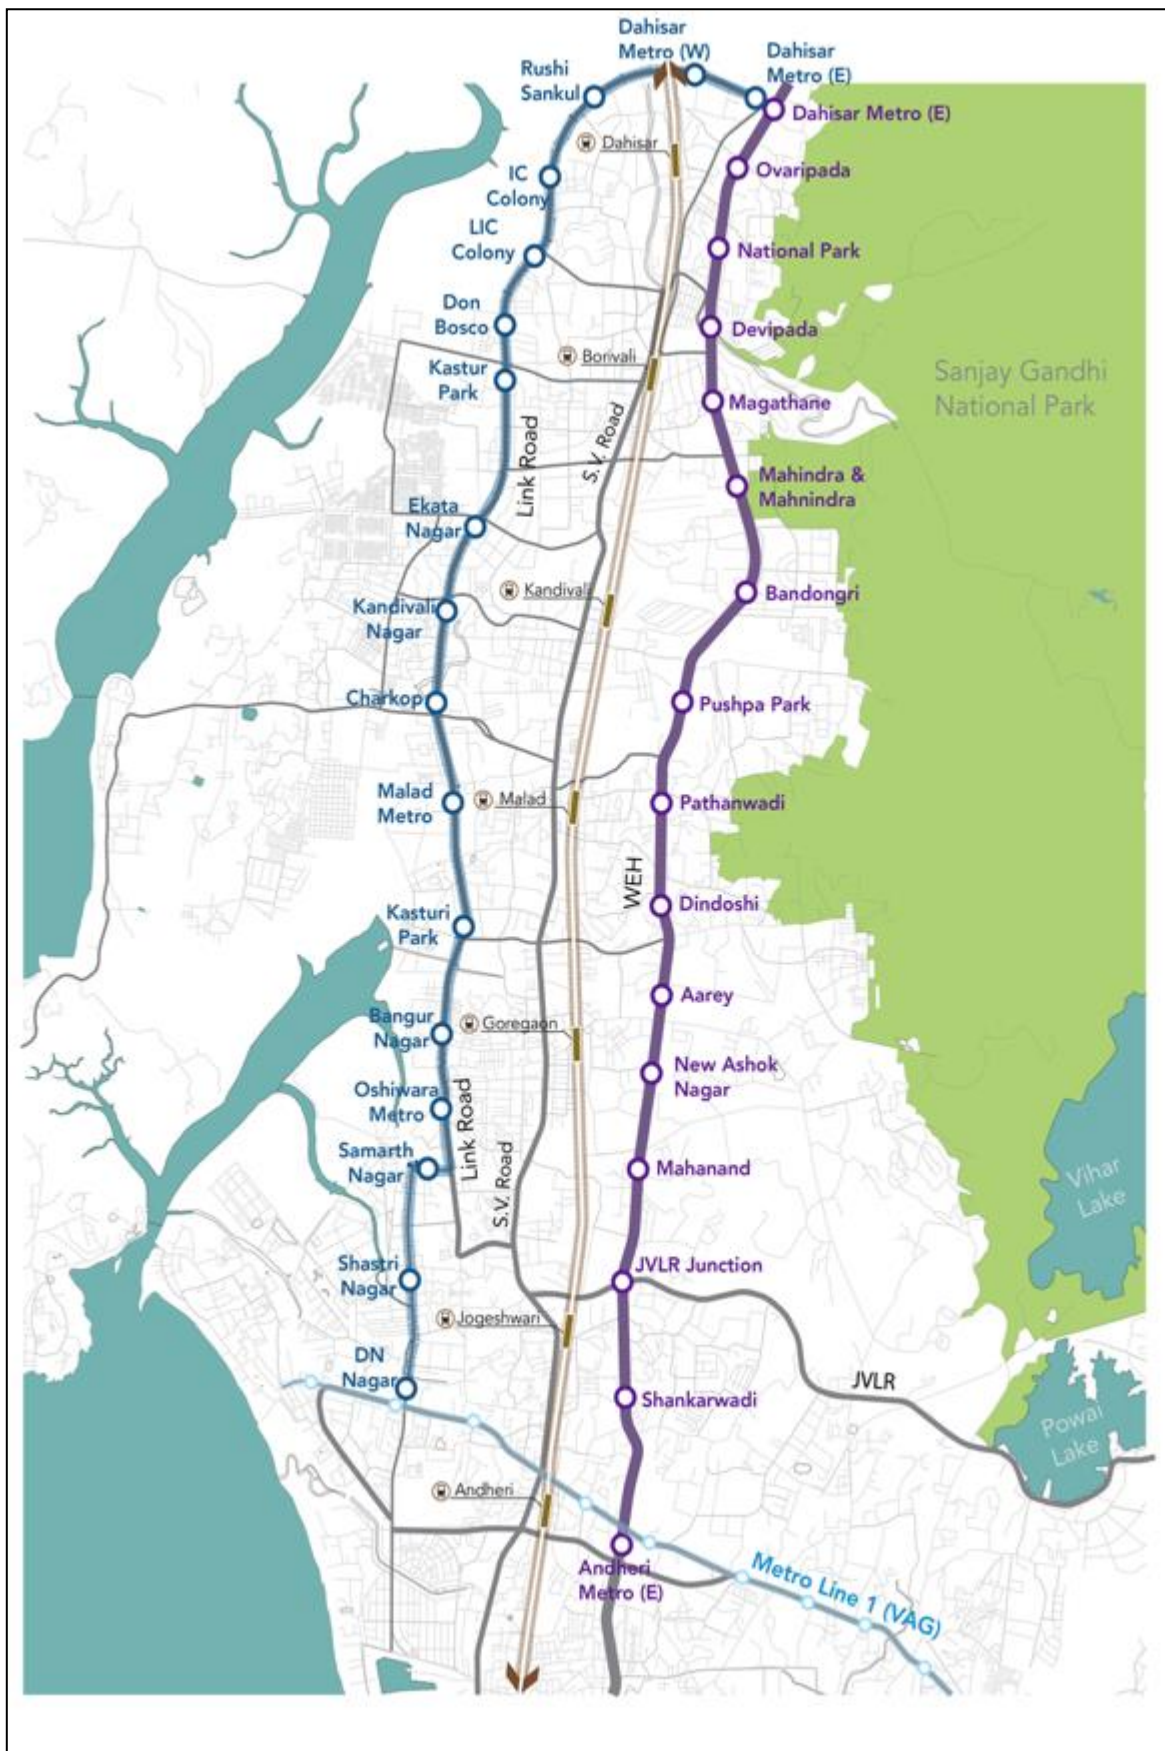 Dahisar
Metro (W)
Dahisar
Metro (E)
Rushi
Sankul
Dahisar Metro (E)
Dahisar
Ovaripada
IC
Colony
LIC
Colony
National Park
Don
Bosco
Devipada
Borivali
Kastur
Park
Sanjay Gandhi
National Park
Magathane
Link Road
S.V. Road
Mahindra &
Mahnindra
Ekata
Nagar
Kandivali
Bandongri
Kandivali
Nagar
Charkop
Pushpa Park
Malad
Metro
Malad
Pathanwadi
WEH
Dindoshi
Kasturi
Park
Aarey
Bangur
Nagar
Goregaon
New Ashok
Nagar
Oshiwara
Metro
Link Road
Samarth
Nagar
S.V. Road
Mahanand
Vihar
Lake
Shastri
Nagar
JVLR Junction
Jogeshwari
DN
Nagar
JVLR
Shankarwadi
Powai
Lake
Andheri
Andheri
Metro (E)
Metro Line 1 (VAG)